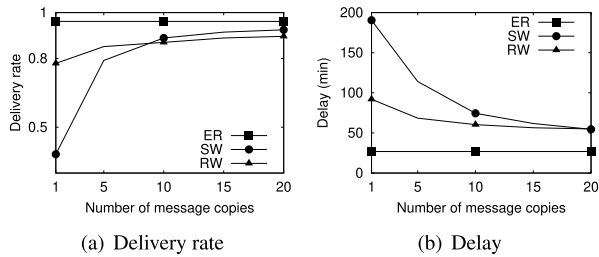 1
0.8
0.5
Delivery rate
ER
SW
RW
1 5 10 15 20
Number of message copies
(a) Delivery rate
200
150
100
50
0
Delay (min)
ER
SW
RW
1 5 10 15 20
Number of message copies
(b) Delay